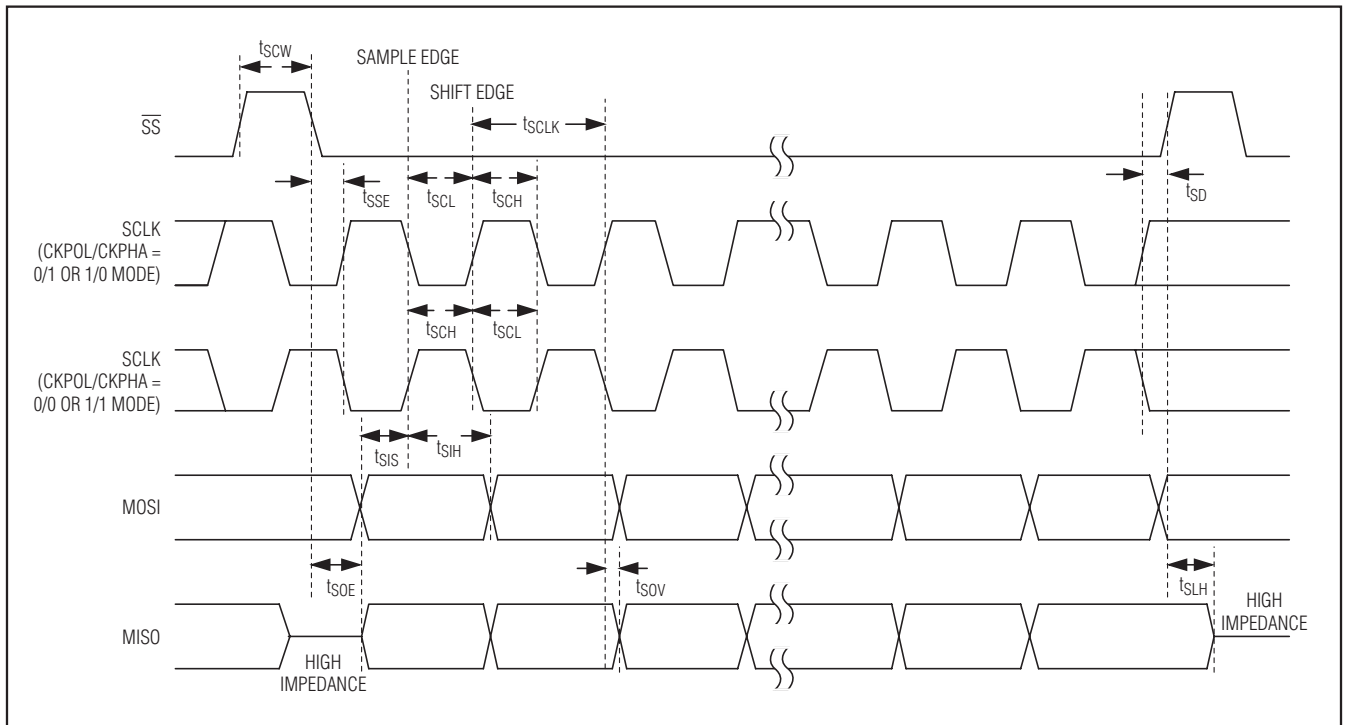 tSCW
SAMPLE EDGE
SHIFT EDGE
SS
tSCLK
tSSE
tSCL
tSCH
tSD
SCLK
(CKPOL/CKPHA =
0/1 OR 1/0 MODE)
tSCH
tSCL
SCLK
(CKPOL/CKPHA =
0/0 OR 1/1 MODE)
tSIS
tSIH
MOSI
tSOE
tSOV
tSLH
HIGH
IMPEDANCE
MISO
HIGH
IMPEDANCE